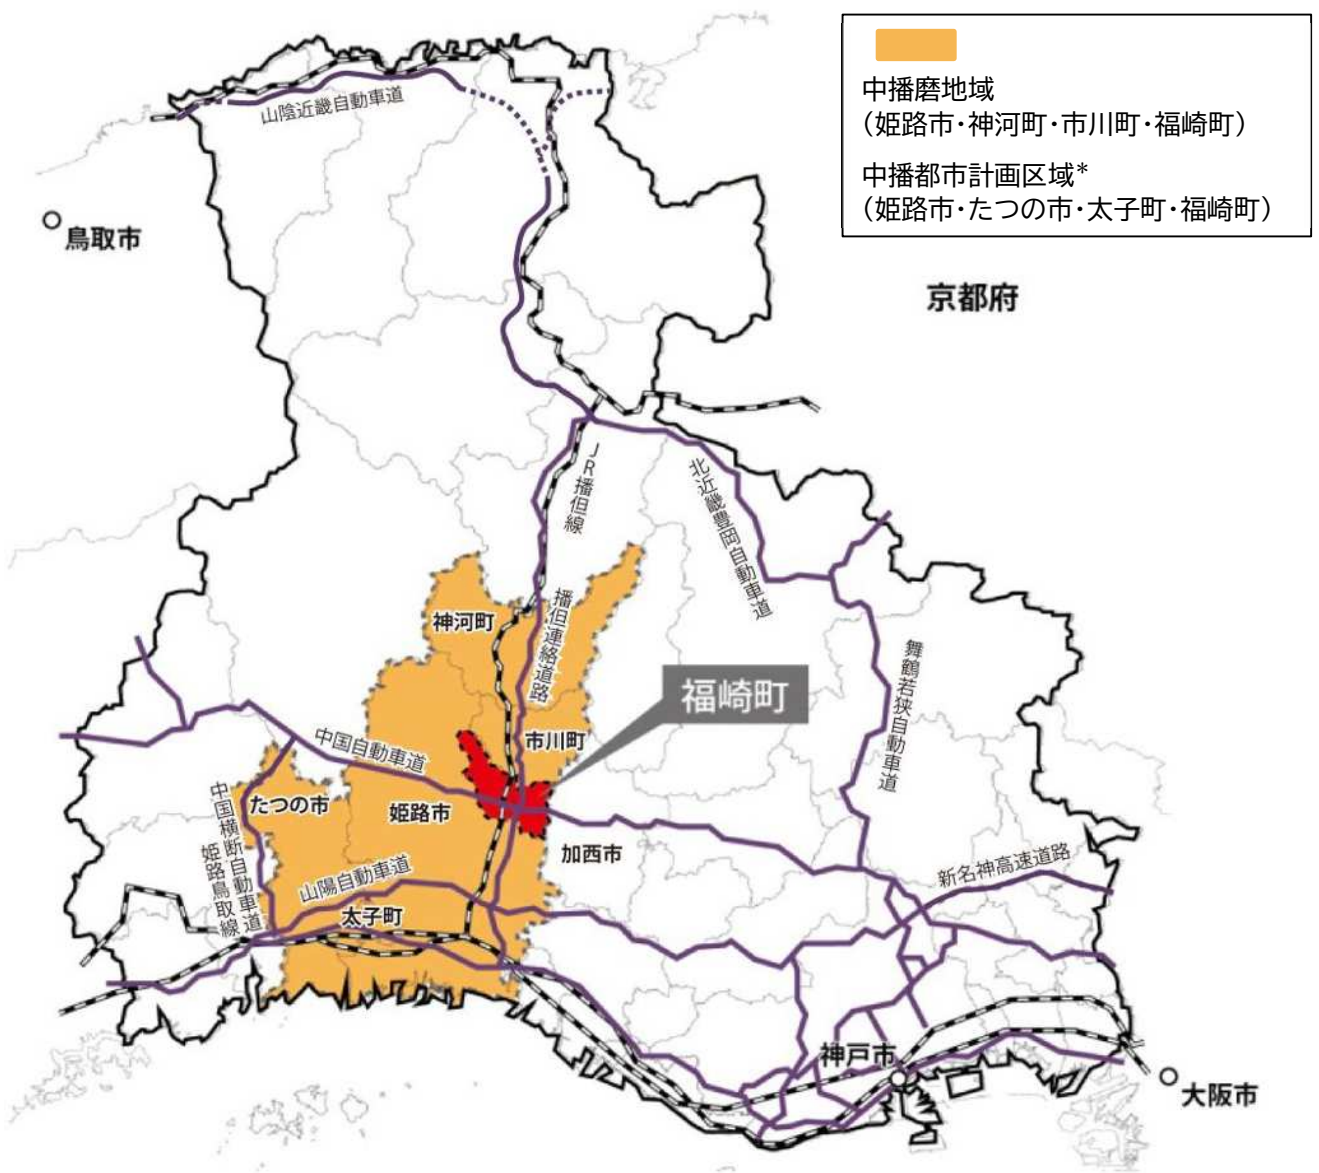 中播磨地域
（姫路市・神河町・市川町・福崎町）
中播都市計画区域*
（姫路市・たつの市・太子町・福崎町）
山陰近畿自動車道
鳥取市
京都府
JR播但線
北近畿豊岡自動車道
神河町
播但連絡道路
舞鶴若狭自動車道
福崎町
中国自動車道
市川町
中国横断自動車道
姫路鳥取線
たつの市
姫路市
加西市
山陽自動車道
新名神高速道路
太子町
神戸市
大阪市